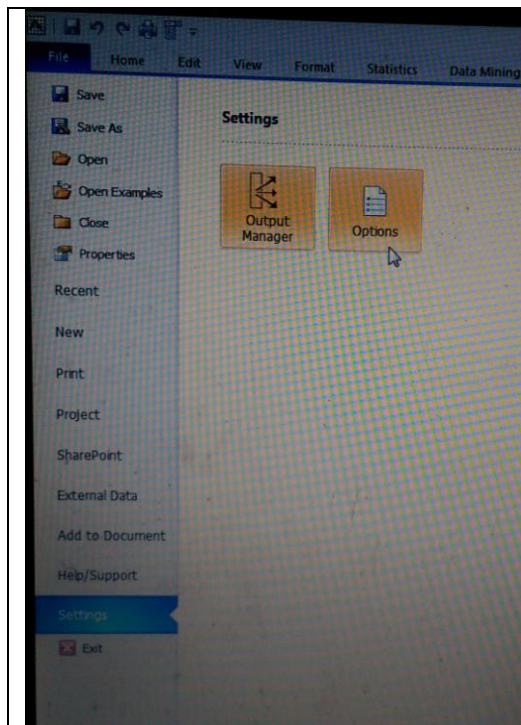 File Home Edit View Format Statistics Data Mining
Save
Save As
Open
Open Examples
Close
Properties
Recent
New
Print
Project
SharePoint
External Data
Add to Document
Help/Support
Settings
Exit
Settings
Output
Manager
Options